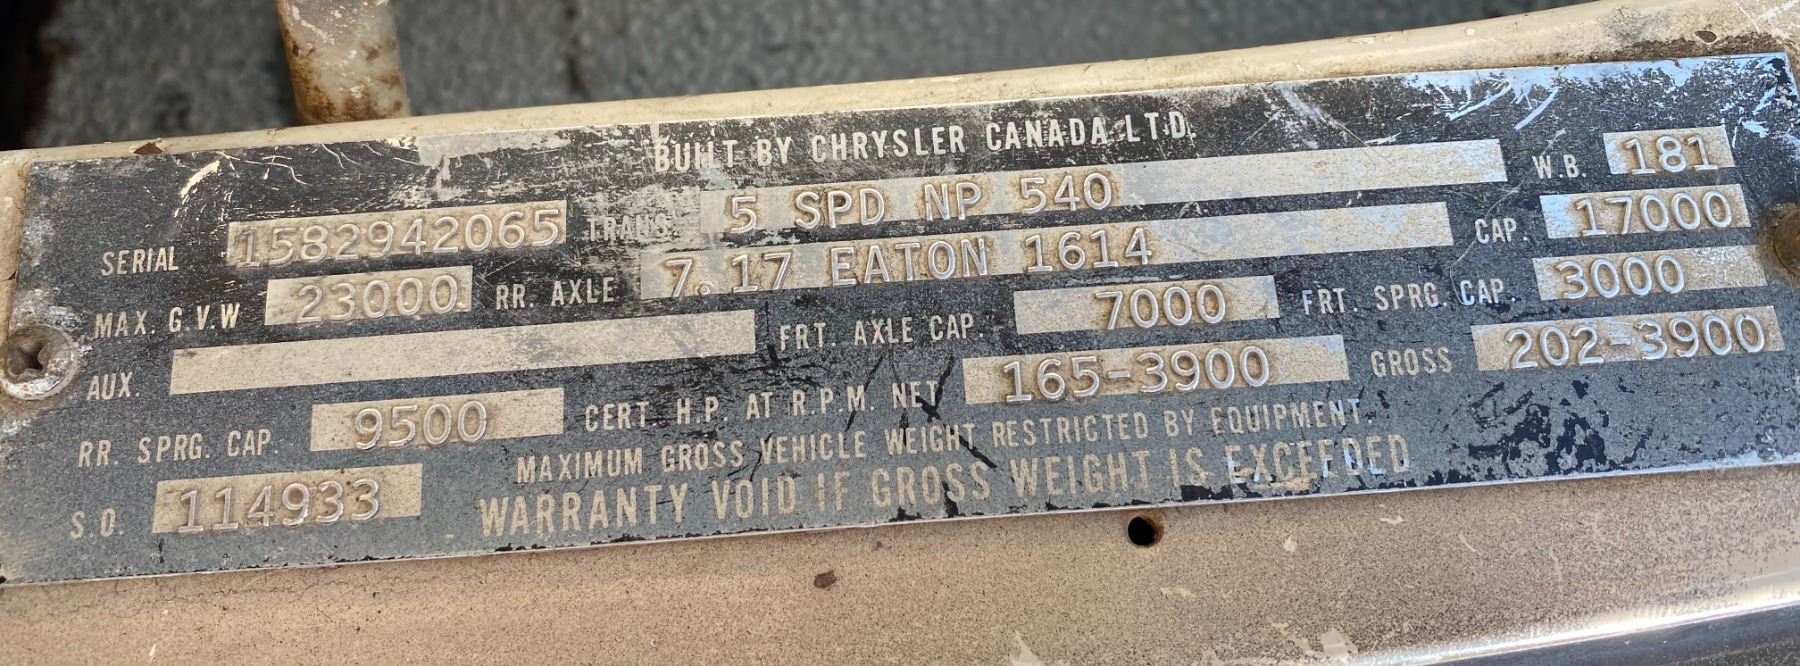 BUILT BY CHRYSLER CANADA LTD.
SERIAL 1582942065 TRANS. 5 SPD NP 540 W.B. 181
MAX. G.V.W 23000 RR. AXLE 7.17 EATON 1614 CAP. 17000
AUX. FRT. AXLE CAP. 7000 FRT. SPRG. CAP. 3000
RR. SPRG. CAP. 9500 CERT. H.P. AT R.P.M. NET 165-3900 GROSS 202-3900
S.O. 114933 MAXIMUM GROSS VEHICLE WEIGHT RESTRICTED BY EQUIPMENT.
WARRANTY VOID IF GROSS WEIGHT IS EXCEEDED